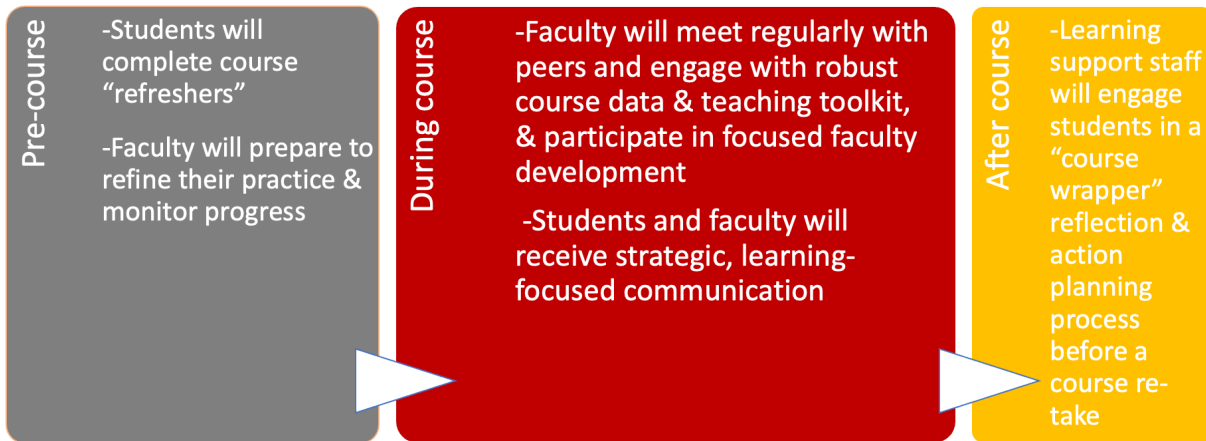 Pre-course
-Students will
complete course
“refreshers”
-Faculty will prepare to
refine their practice &
monitor progress
During course
-Faculty will meet regularly with
peers and engage with robust
course data & teaching toolkit,
& participate in focused faculty
development
-Students and faculty will
receive strategic, learning-
focused communication
After course
-Learning
support staff
will engage
students in a
“course
wrapper”
reflection &
action
planning
process
before a
course re-
take